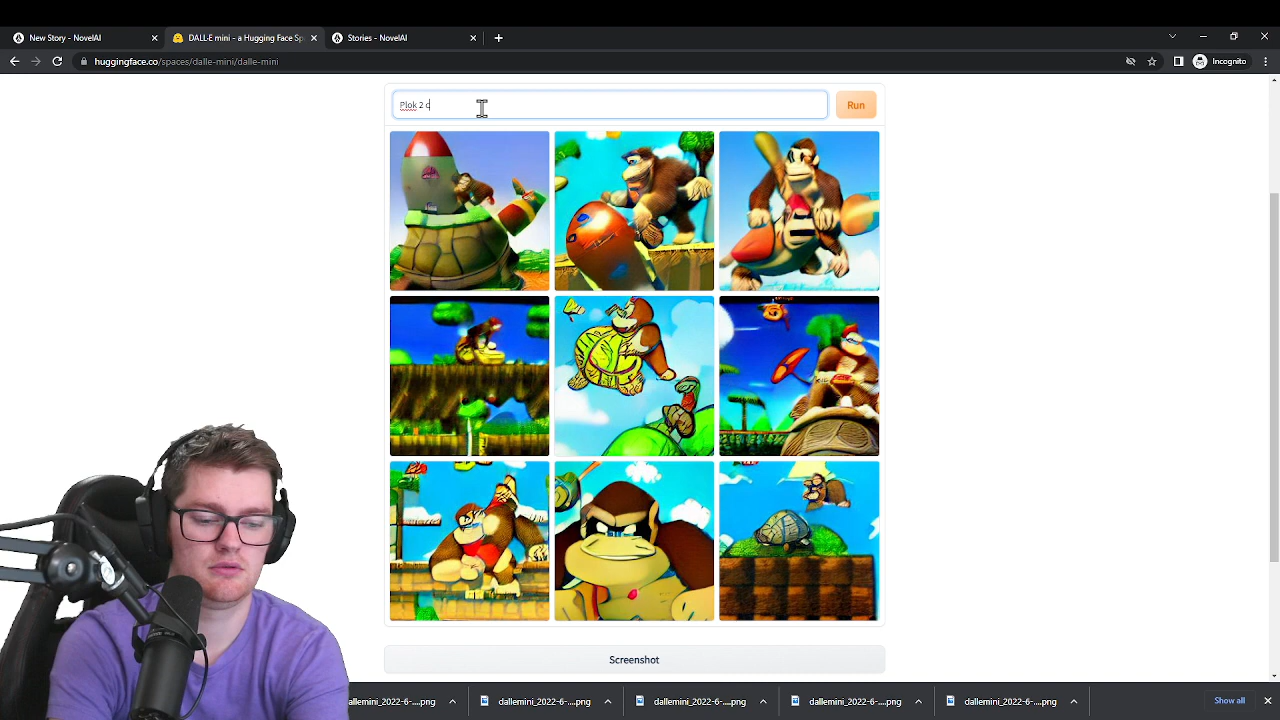 New Story - NovelAI
DALL·E mini - a Hugging Face Sp
Stories - NovelAI
huggingface.co/spaces/dalle-mini/dalle-mini
Incognito
Plok 2 c
Run
Screenshot
dallemini_2022-6-....png
dallemini_2022-6-....png
dallemini_2022-6-....png
dallemini_2022-6-....png
dallemini_2022-6-....png
Show all